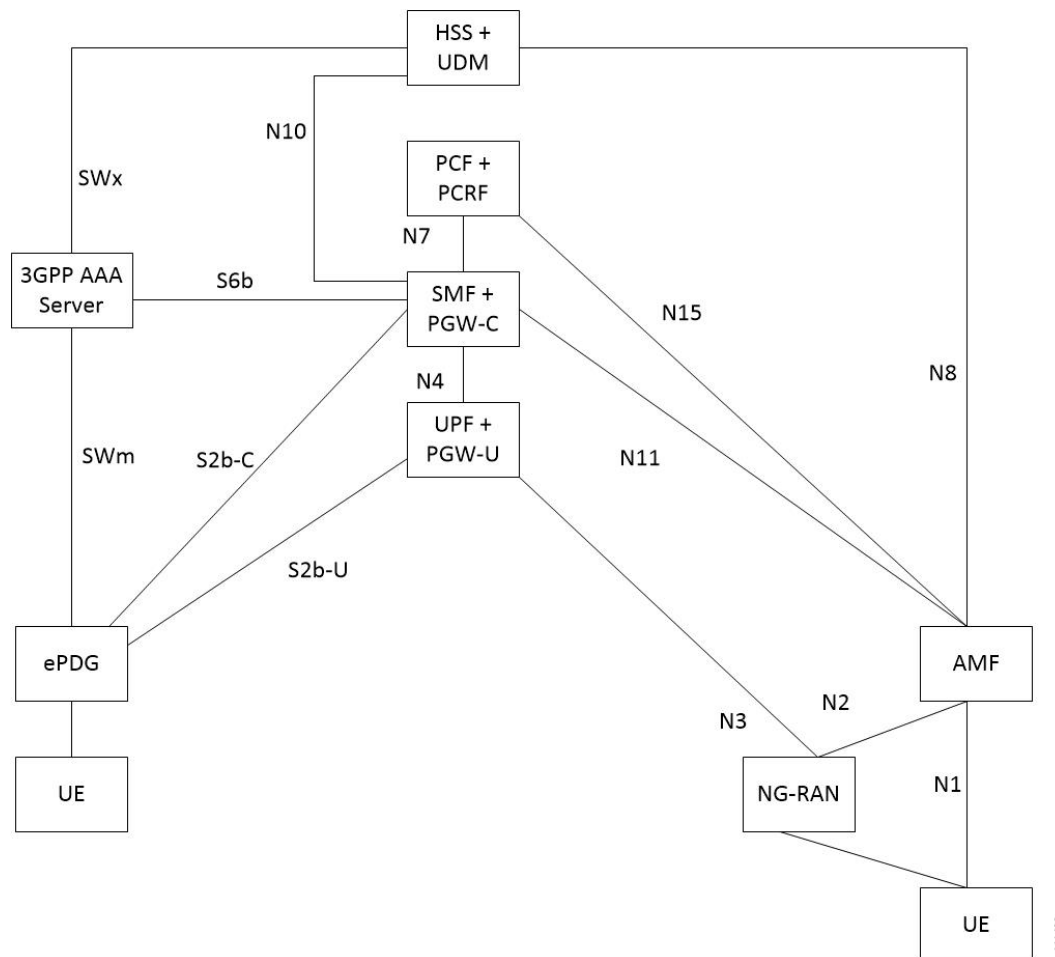 HSS +
UDM
N10
PCF +
PCRF
SWx
N7
3GPP AAA
Server
S6b
SMF +
PGW-C
N15
N8
N4
UPF +
PGW-U
SWm
S2b-C
N11
S2b-U
ePDG
AMF
N2
N3
UE
NG-RAN
N1
UE